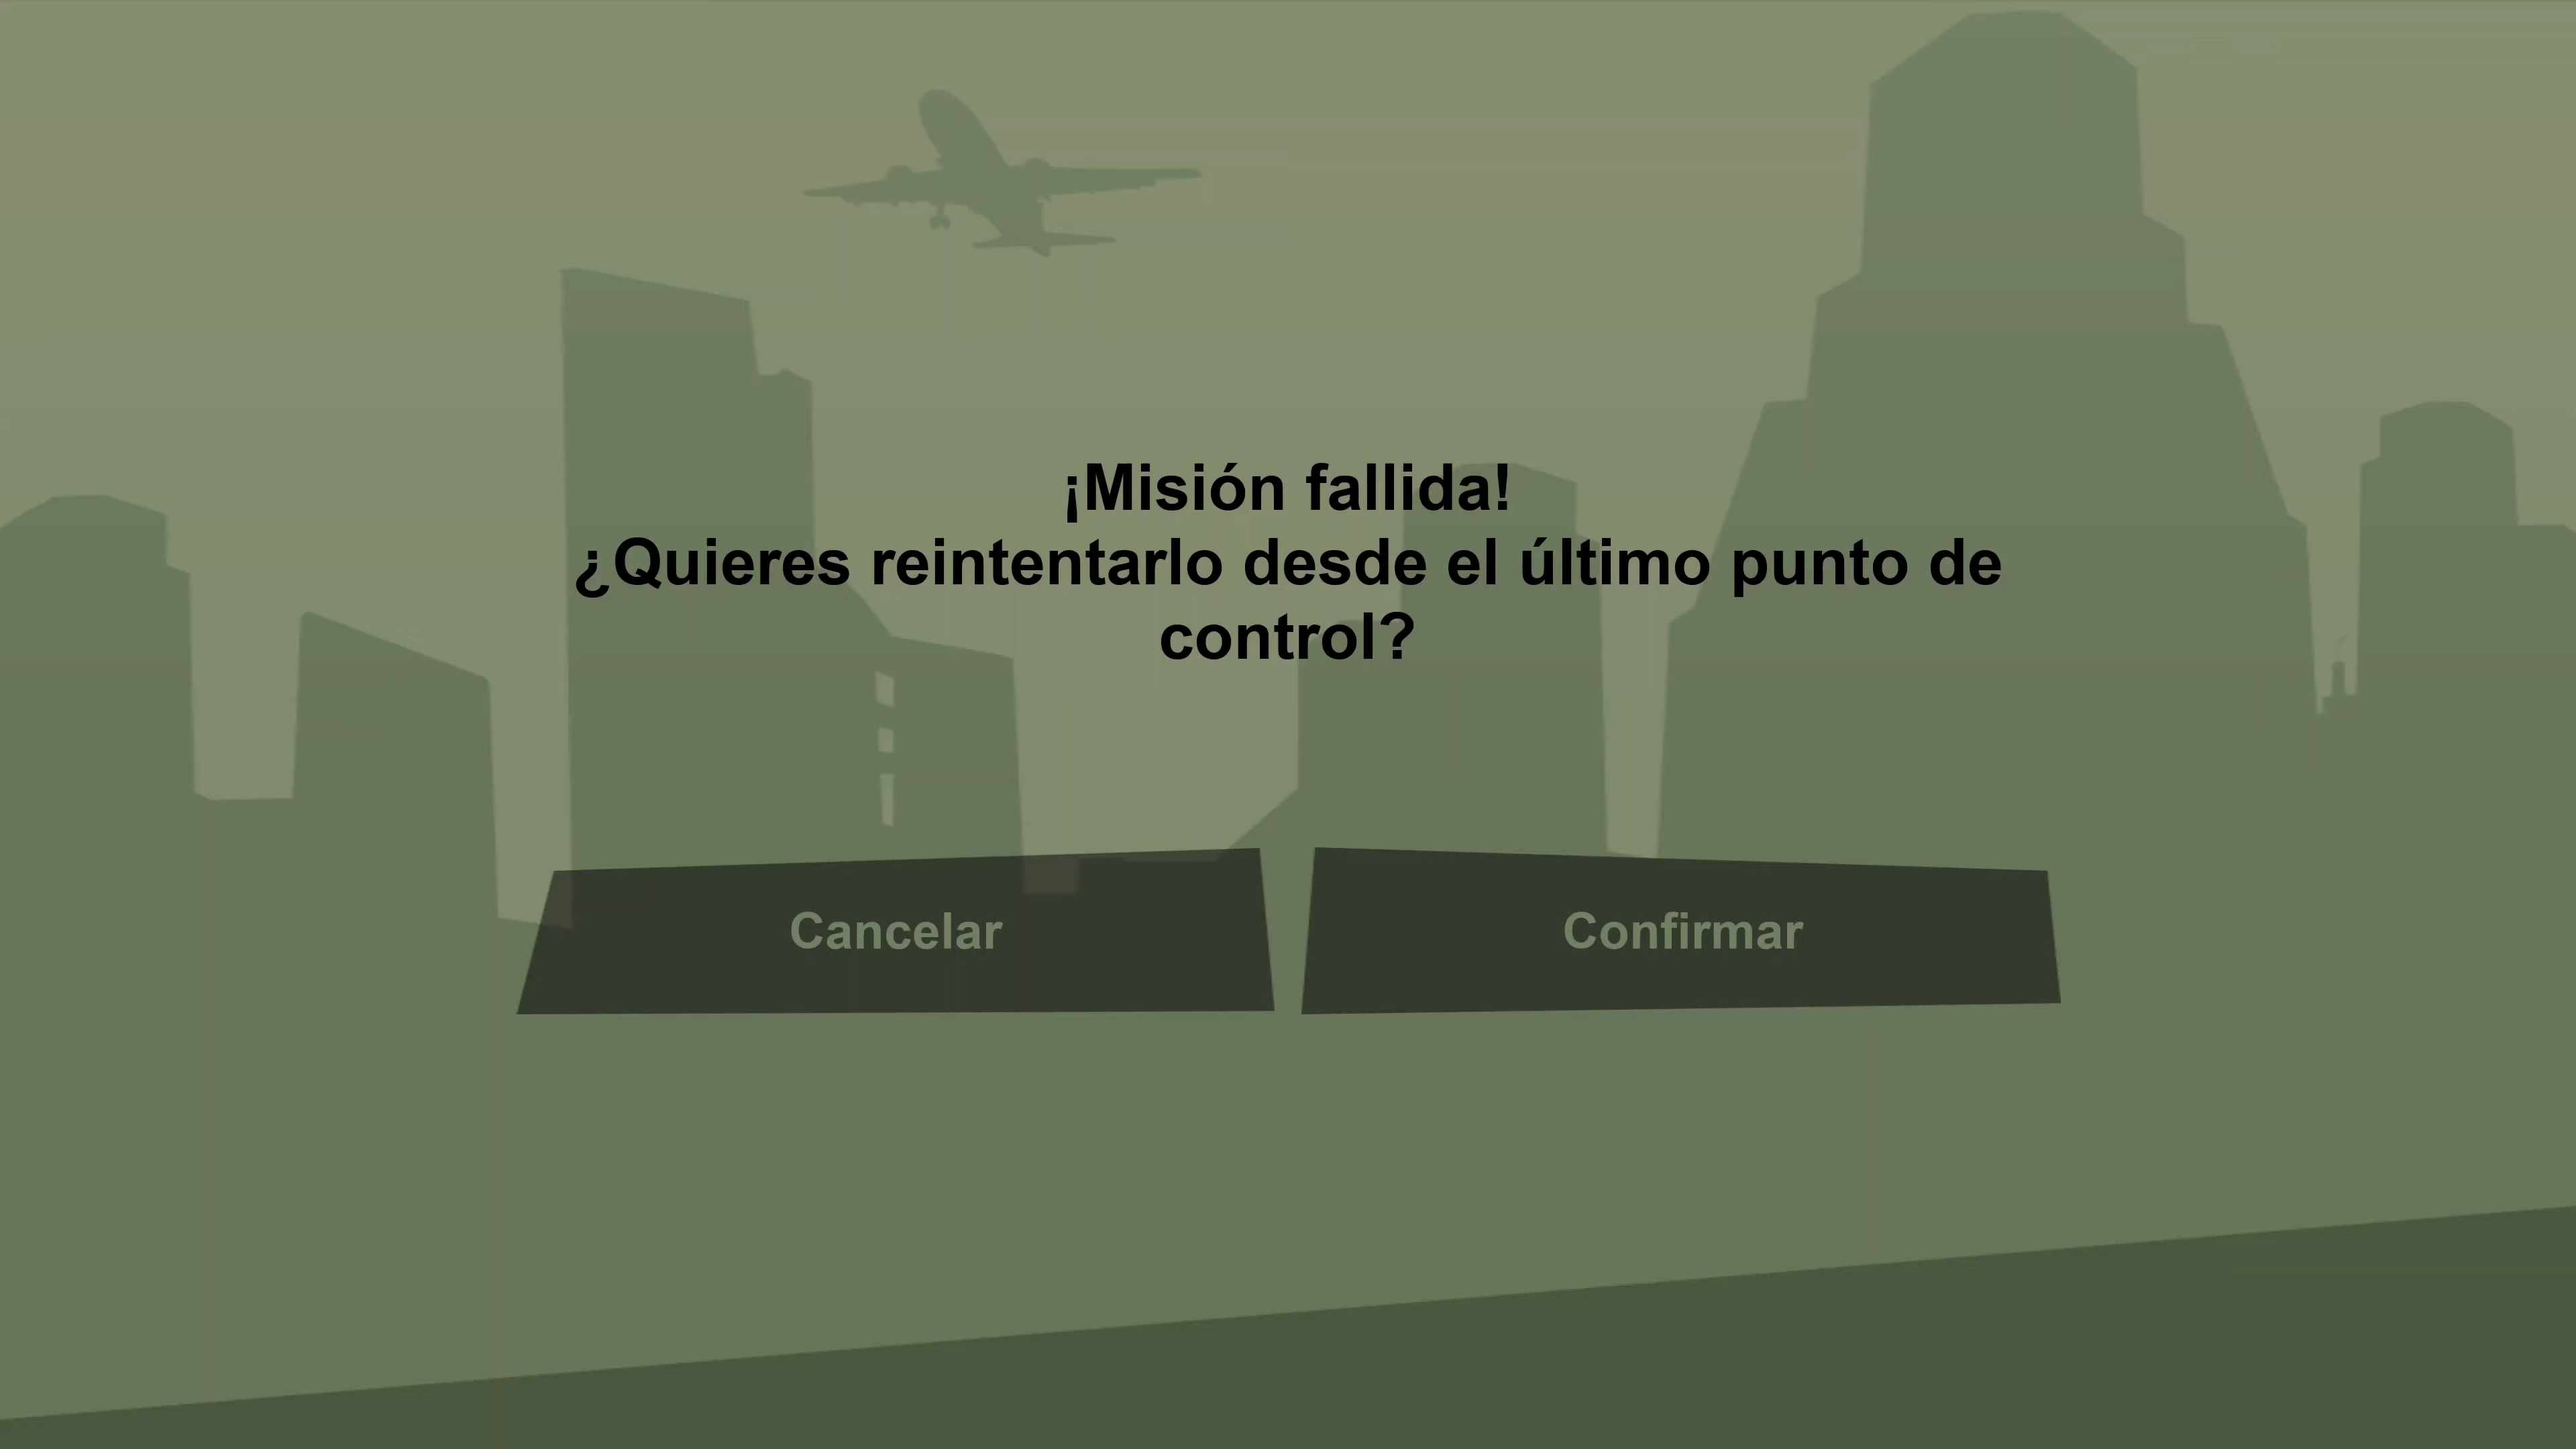 ¡Misión fallida!
¿Quieres reintentarlo desde el último punto de
control?
Cancelar
Confirmar